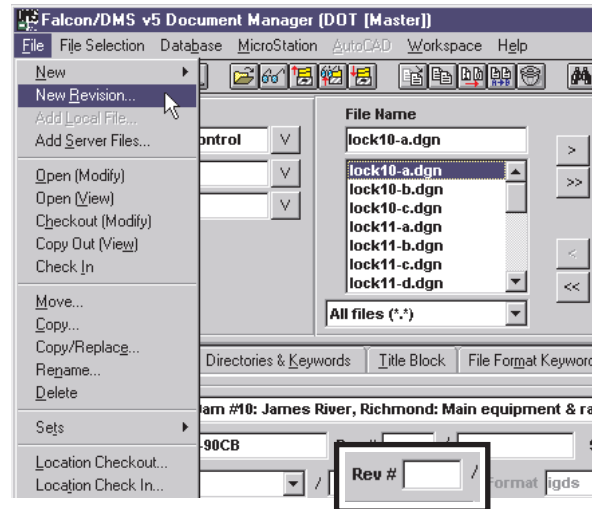 Falcon/DMS v5 Document Manager (DOT [Master])
File File Selection Database MicroStation AutoCAD Workspace Help
New
New Revision...
Add Local File...
Add Server Files...
Open (Modify)
Open (View)
Checkout (Modify)
Copy Out (View)
Check In
Move...
Copy...
Copy/Replace...
Rename...
Delete
Sets
Location Checkout...
Location Check In...
ontrol V
V
V
File Name
lock10-a.dgn
lock10-a.dgn
lock10-b.dgn
lock10-c.dgn
lock11-a.dgn
lock11-b.dgn
lock11-c.dgn
lock11-d.dgn
All files (*.*)
>
>>
<
<<
Directories & Keywords Title Block File Format Keyword
#10: James River, Richmond: Main equipment & ra
-90CB
/
Rev # /
Format igds